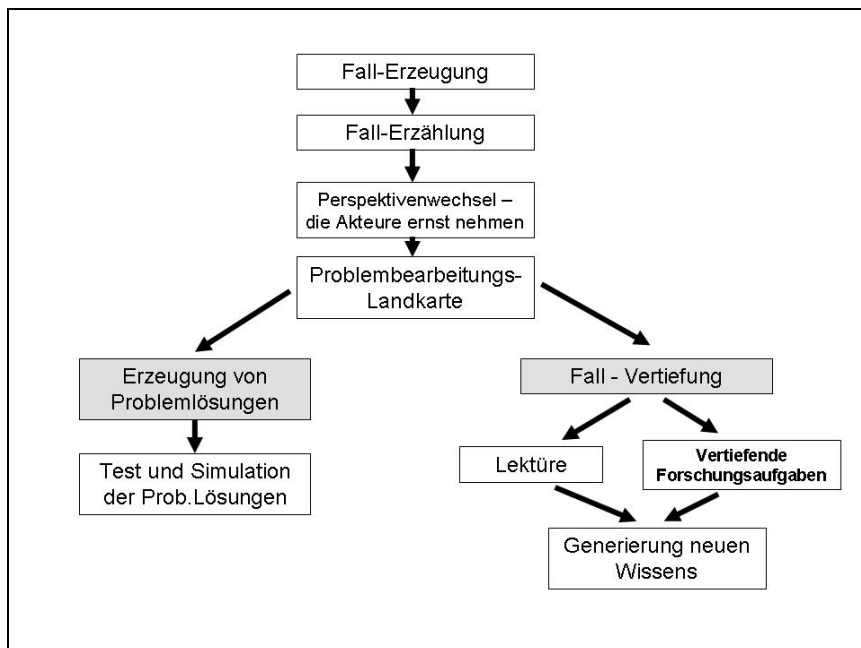 Fall-Erzeugung
Fall-Erzählung
Perspektivenwechsel –
die Akteure ernst nehmen
Problembearbeitungs-
Landkarte
Erzeugung von
Problemlösungen
Fall - Vertiefung
Test und Simulation
der Prob.Lösungen
Lektüre
Vertiefende
Forschungsaufgaben
Generierung neuen
Wissens